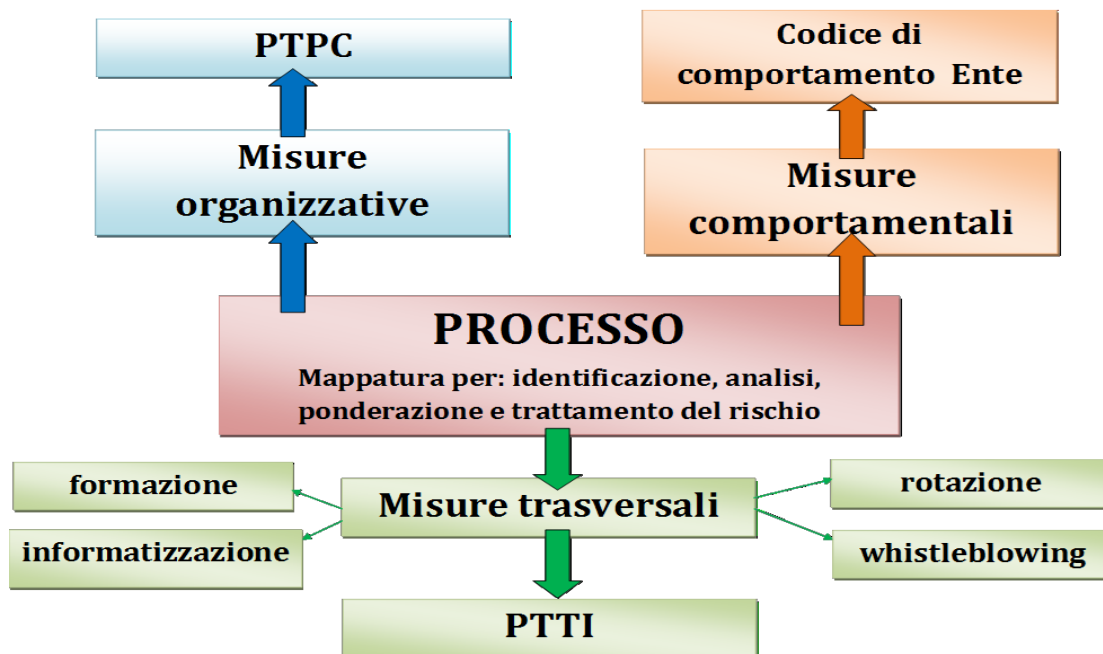 PTPC
Codice di
comportamento Ente
Misure
organizzative
Misure
comportamentali
PROCESSO
Mappatura per: identificazione, analisi,
ponderazione e trattamento del rischio
formazione
Misure trasversali
rotazione
informatizzazione
whistleblowing
PTTI